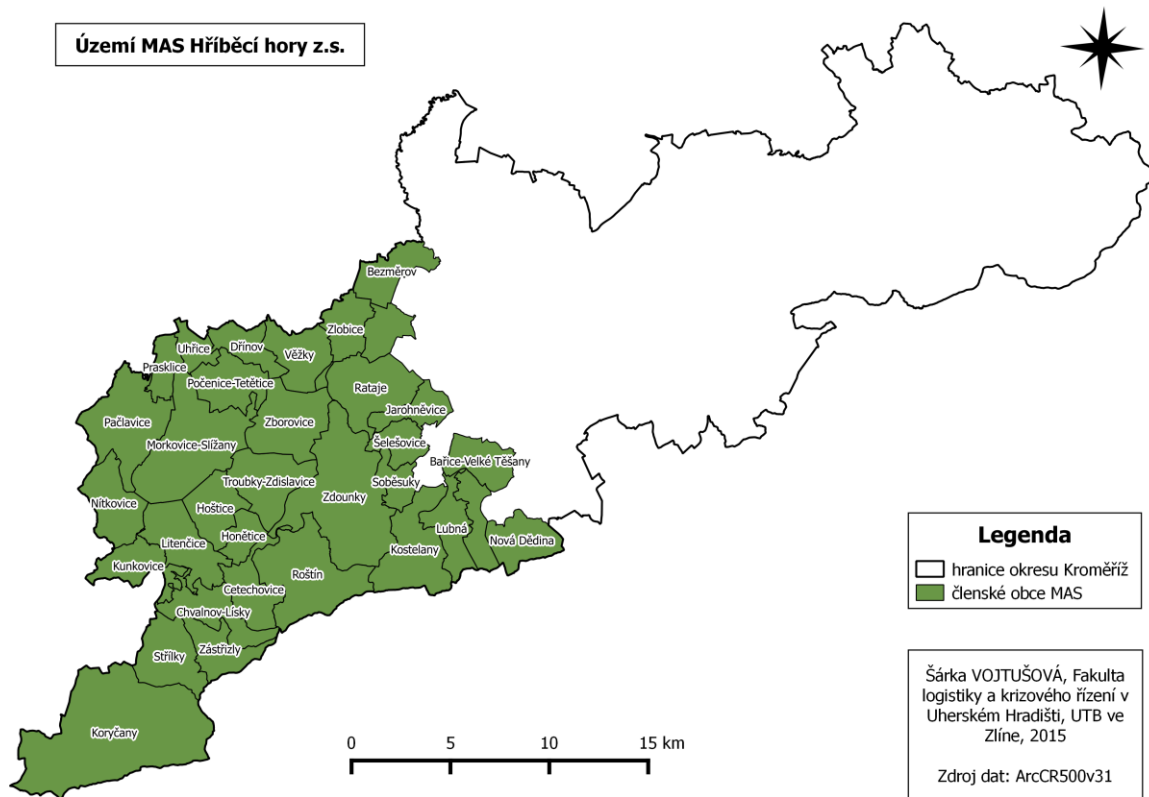 Území MAS Hříběcí hory z.s.
Bezměrov
Zlobice
Uhřice
Dřínov
Věžky
Prasklice
Počenice-Tetětice
Rataje
Jarohněvice
Pačlavice
Zborovice
Morkovice-Slížany
Šelešovice
Bařice-Velké Těšany
Troubky-Zdislavice
Soběsuky
Zdounky
Nítkovice
Hoštice
Lubná
Honětice
Nová Dědina
Litenčice
Kostelany
Kunkovice
Roštín
Cetechovice
Chvalnov-Lísky
Zástřizly
Střílky
Koryčany
0 5 10 15 km
Legenda
hranice okresu Kroměříž
členské obce MAS
Šárka VOJTUŠOVÁ, Fakulta
logistiky a krizového řízení v
Uherském Hradišti, UTB ve
Zlíne, 2015
Zdroj dat: ArcCR500v31